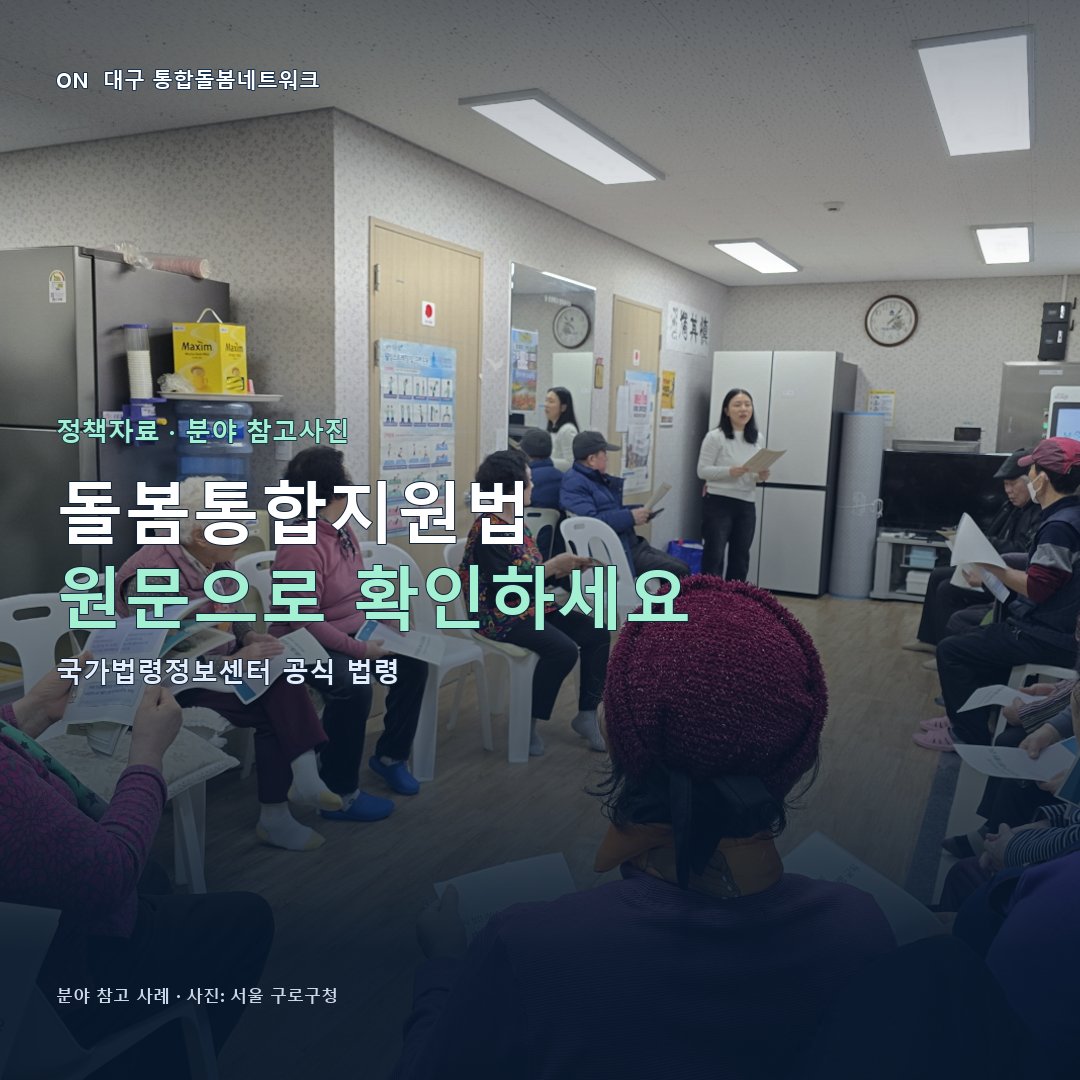 ON 대구 통합돌봄네트워크
Maxim
Maxim
정책자료 · 분야 참고사진
돌봄통합지원법
원문으로 확인하세요
국가법령정보센터 공식 법령
분야 참고 사례 · 사진: 서울 구로구청